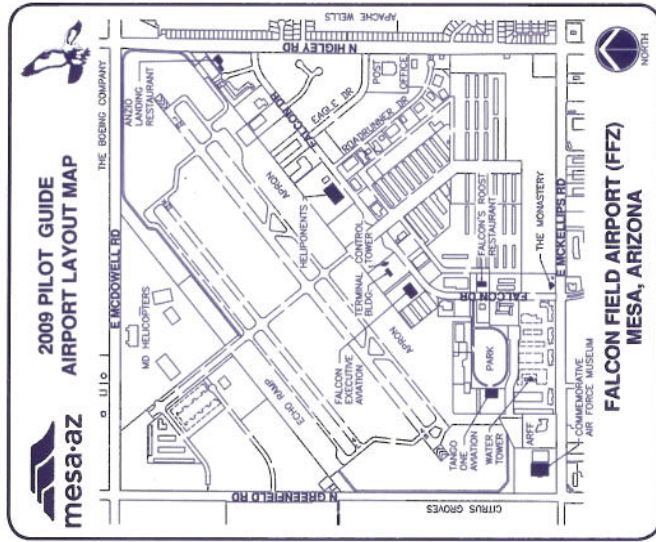 mesa·az
2009 PILOT GUIDE
AIRPORT LAYOUT MAP
THE BOEING COMPANY
E MCDOWELL RD
MD HELICOPTERS
ANZIO
LANDING
RESTAURANT
N HIGLEY RD
APACHE WELLS
FALCON DR
EAGLE DR
ROADRUNNER DR
POST
OFFICE
APRON
HELIPONENTS
ECHO RAMP
N GREENFIELD RD
CITRUS GROVES
FALCON
EXECUTIVE
AVIATION
TERMINAL
BLDG.
CONTROL
TOWER
APRON
FALCON'S ROOST
RESTAURANT
FALCON DR
PARK
THE MONASTERY
TANGO
ONE
AVIATION
WATER
TOWER
ARFF
E MCKELLIPS RD
COMMEMORATIVE
AIR FORCE MUSEUM
FALCON FIELD AIRPORT (FFZ)
MESA, ARIZONA
NORTH